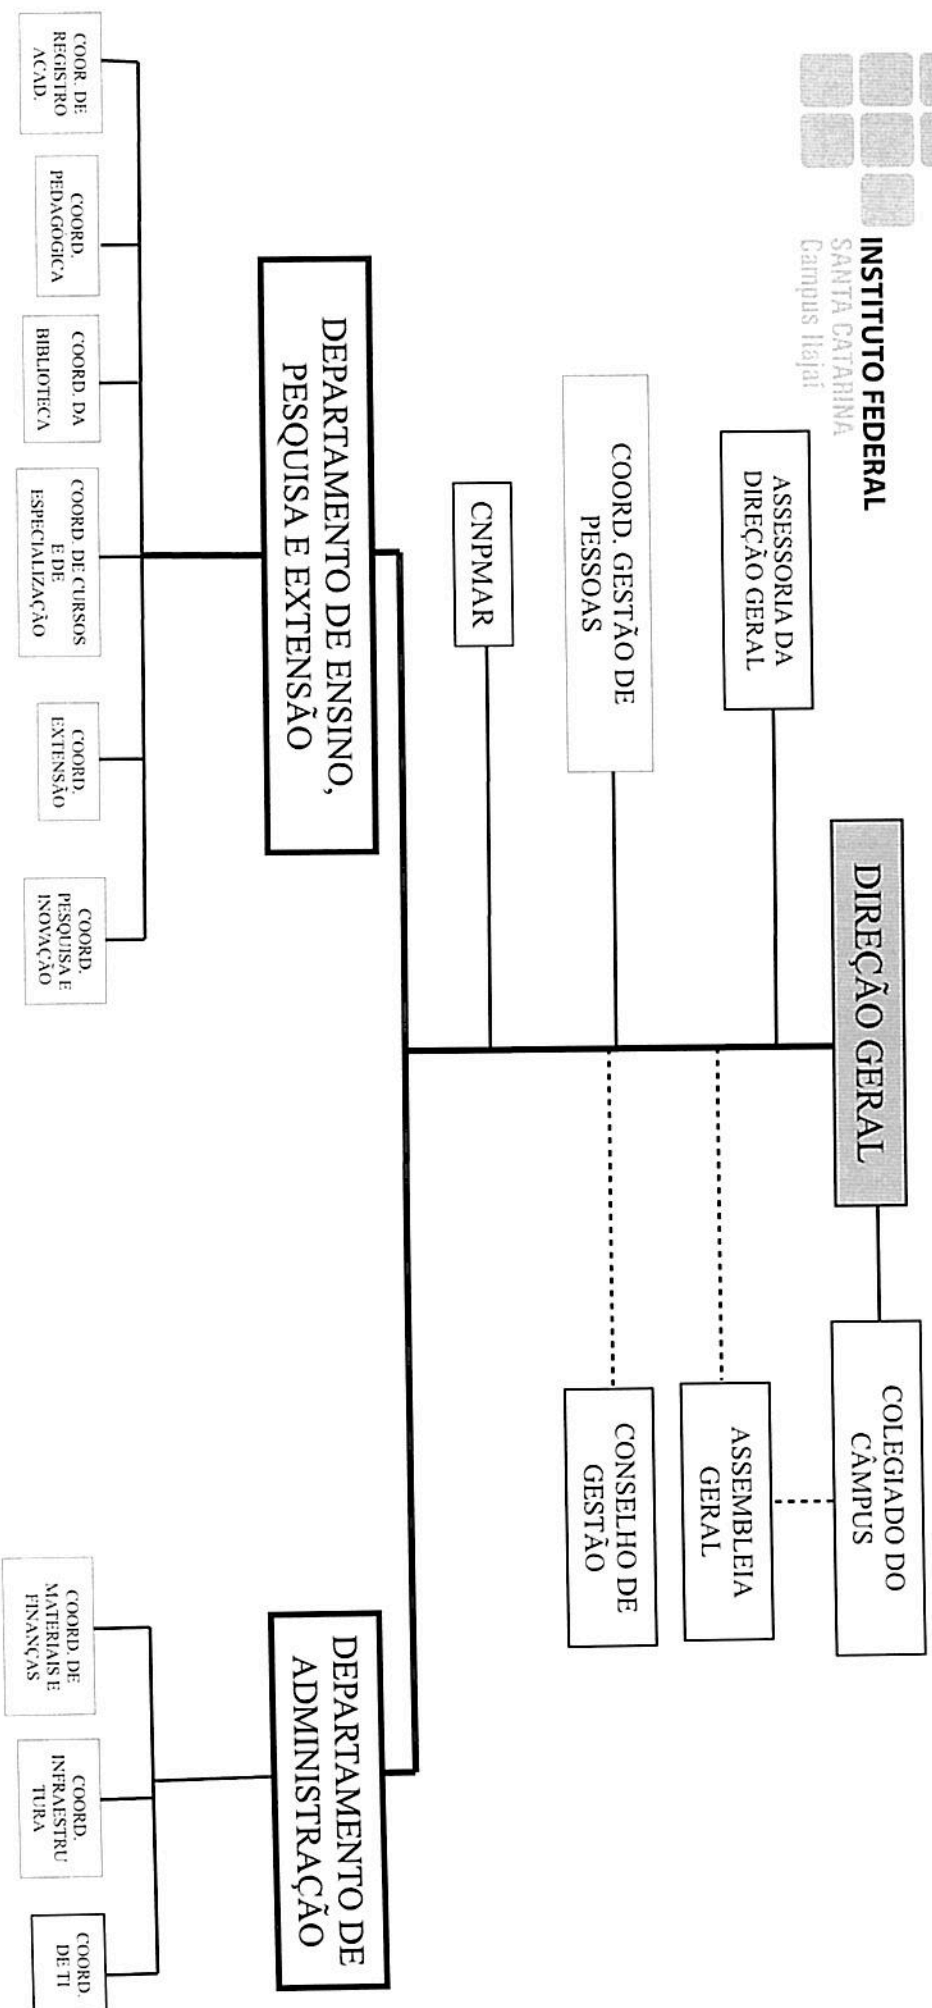 INSTITUTO FEDERAL
SANTA CATARINA
Campus Itajaí
DIREÇÃO GERAL
COLEGIADO DO
CÂMPUS
ASSESSORIA DA
DIREÇÃO GERAL
ASSEMBLEIA
GERAL
COORD. GESTÃO DE
PESSOAS
CONSELHO DE
GESTÃO
CNPMAR
DEPARTAMENTO DE ENSINO,
PESQUISA E EXTENSÃO
DEPARTAMENTO DE
ADMINISTRAÇÃO
COOR. DE
REGISTRO
ACAD.
COORD.
PEDAGÓGICA
COORD. DA
BIBLIOTECA
COORD. DE CURSOS
E DE
ESPECIALIZAÇÃO
COORD.
EXTENSÃO
COORD.
PESQUISA E
INOVAÇÃO
COORD. DE
MATERIAIS E
FINANÇAS
COORD.
INFRAESTRU
TURA
COORD.
DE TI